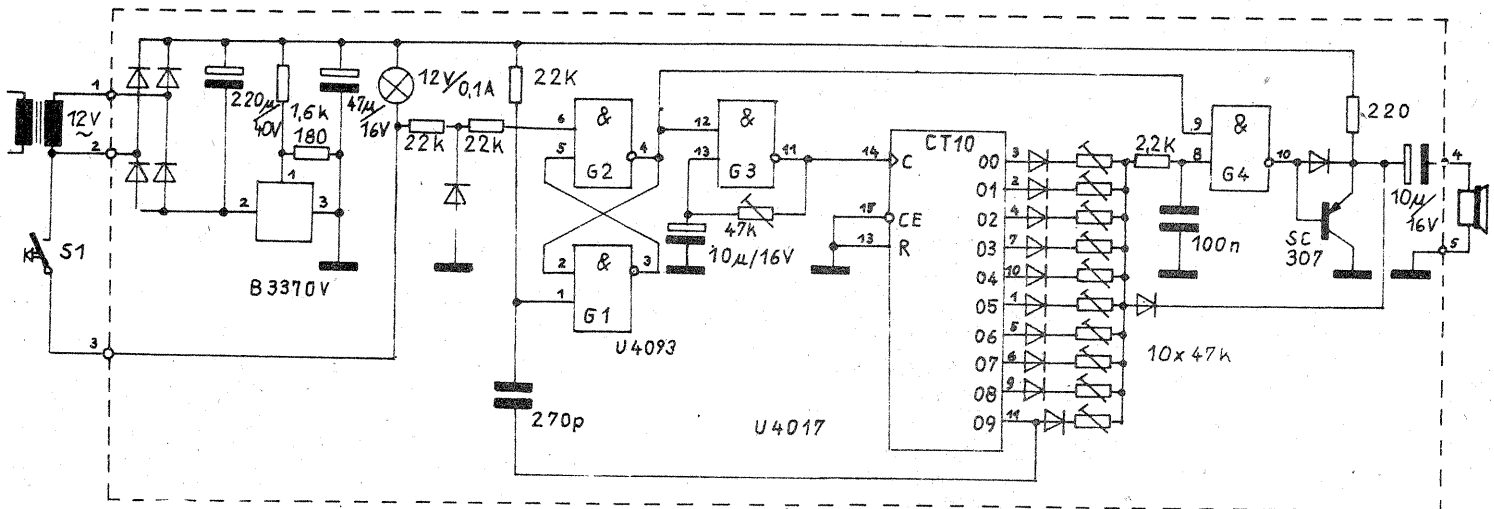 1
12V
~
2
S1
3
220µ/40V
1,6k
180
47µ/16V
1
2
3
B3370V
12V/0,1A
22K
22k
22k
6
5
&
G2
4
2
1
&
G1
3
U4093
270p
12
13
&
G3
11
47k
10µ/16V
U4017
CT10
14
C
15
CE
13
R
00
3
01
2
02
4
03
7
04
10
05
1
06
5
07
6
08
9
09
11
10x47k
2,2K
100n
9
8
&
G4
10
220
SC
307
10µ/16V
4
5